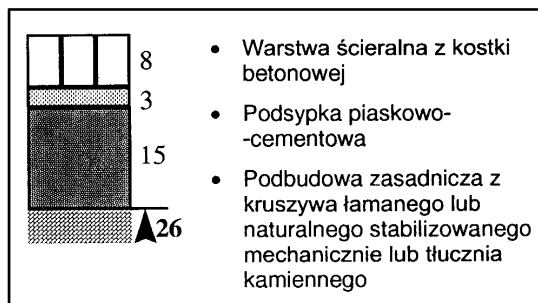 8
3
15
26
• Warstwa ścieralna z kostki
betonowej
• Podsypka piaskowo-
-cementowa
• Podbudowa zasadnicza z
kruszywa łamanego lub
naturalnego stabilizowanego
mechanicznie lub tłucznia
kamiennego